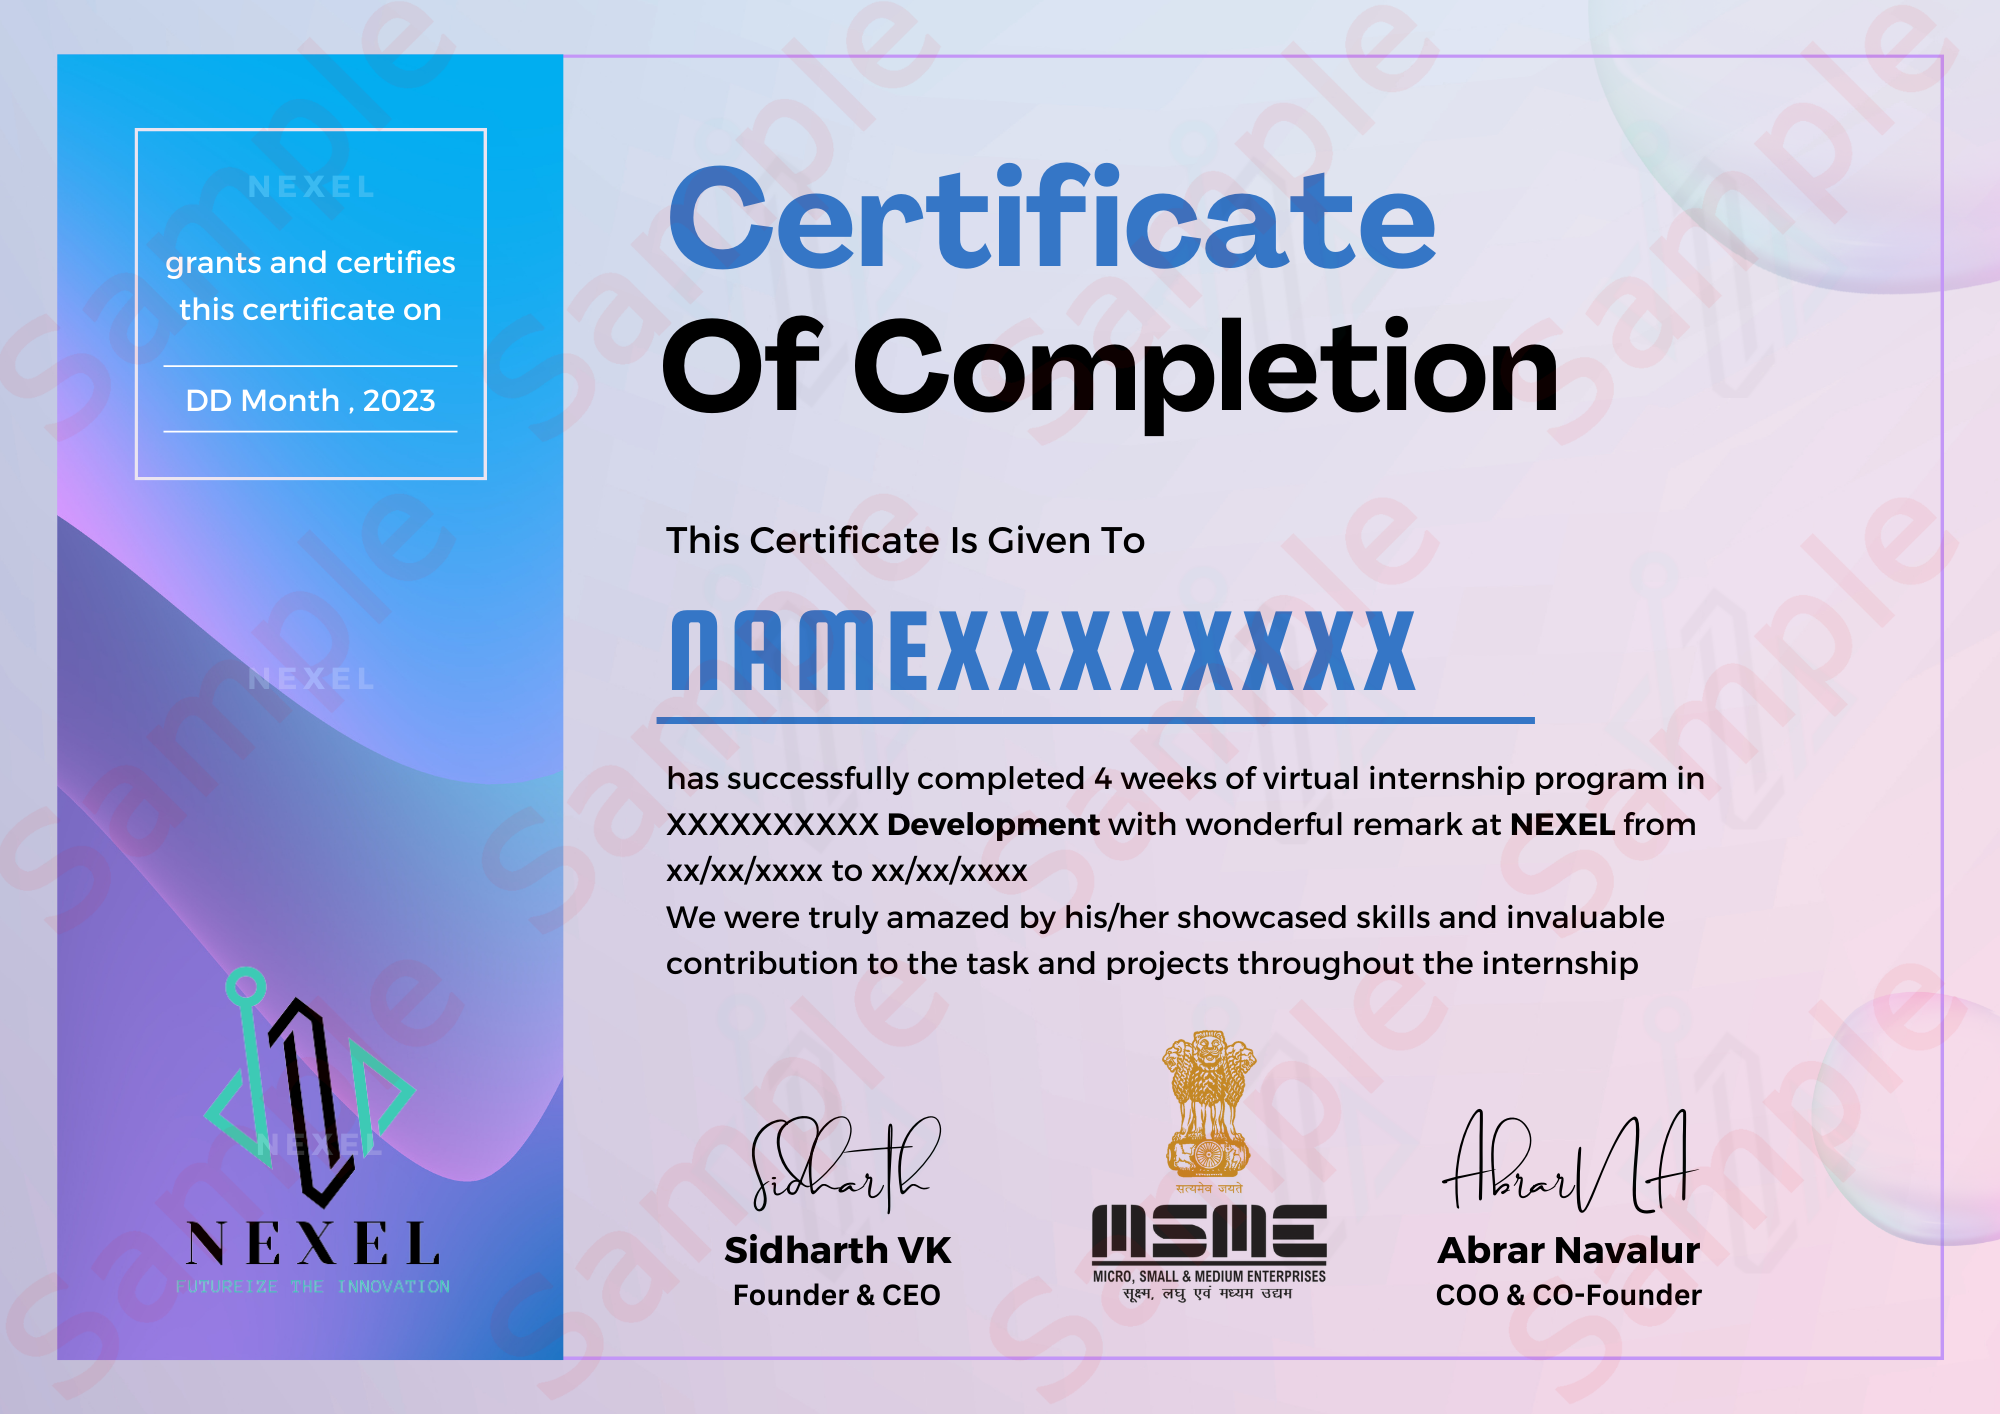 NEXEL
grants and certifies
this certificate on
DD Month , 2023
NEXEL
NEXEL
NEXEL
FUTUREIZE THE INNOVATION
Certificate
Of Completion
This Certificate Is Given To
NAMEXXXXXXXX
has successfully completed 4 weeks of virtual internship program in
XXXXXXXXXX Development with wonderful remark at NEXEL from
xx/xx/xxxx to xx/xx/xxxx
We were truly amazed by his/her showcased skills and invaluable
contribution to the task and projects throughout the internship
Sidharth
Sidharth VK
Founder & CEO
सत्यमेव जयते
MSME
MICRO, SMALL & MEDIUM ENTERPRISES
सूक्ष्म, लघु एवं मध्यम उद्यम
Abrar N A
Abrar Navalur
COO & CO-Founder
Sample
Sample
Sample
Sample
Sample
Sample
Sample
Sample
Sample
Sample
Sample
Sample